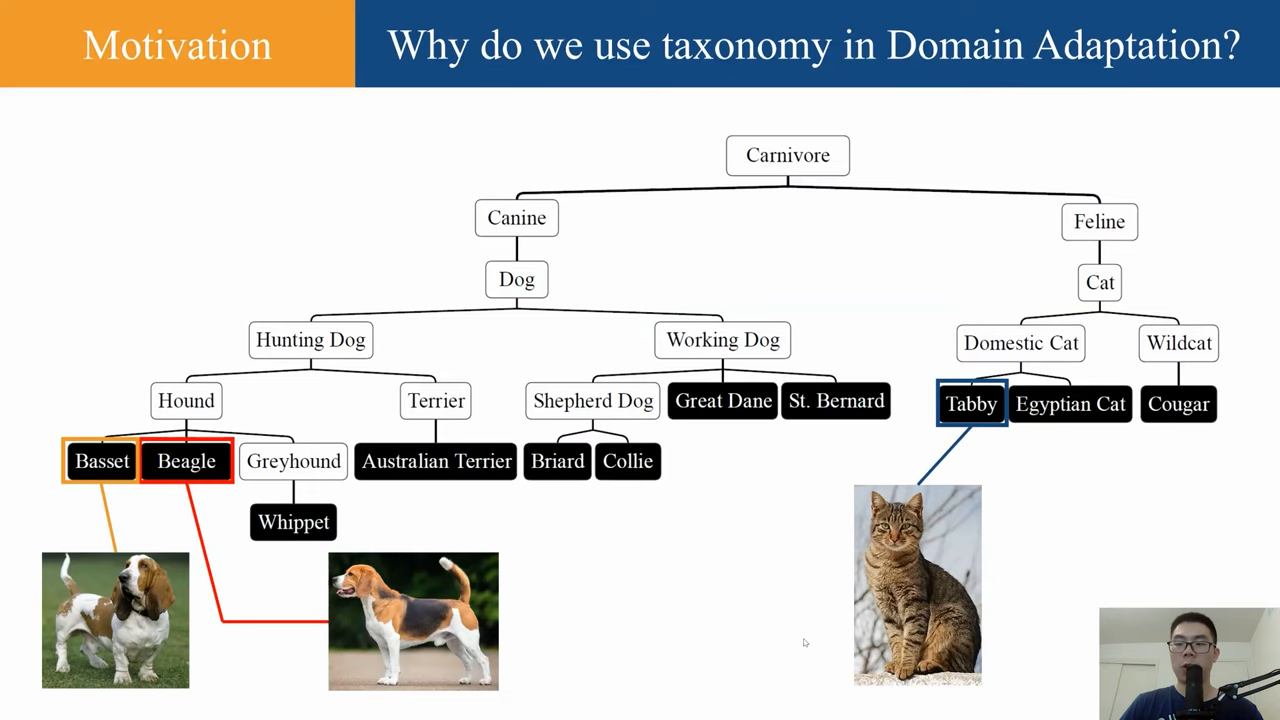 Motivation
Why do we use taxonomy in Domain Adaptation?
Carnivore
Canine
Feline
Dog
Cat
Hunting Dog
Working Dog
Domestic Cat
Wildcat
Hound
Terrier
Shepherd Dog
Great Dane
St. Bernard
Tabby
Egyptian Cat
Cougar
Basset
Beagle
Greyhound
Australian Terrier
Briard
Collie
Whippet